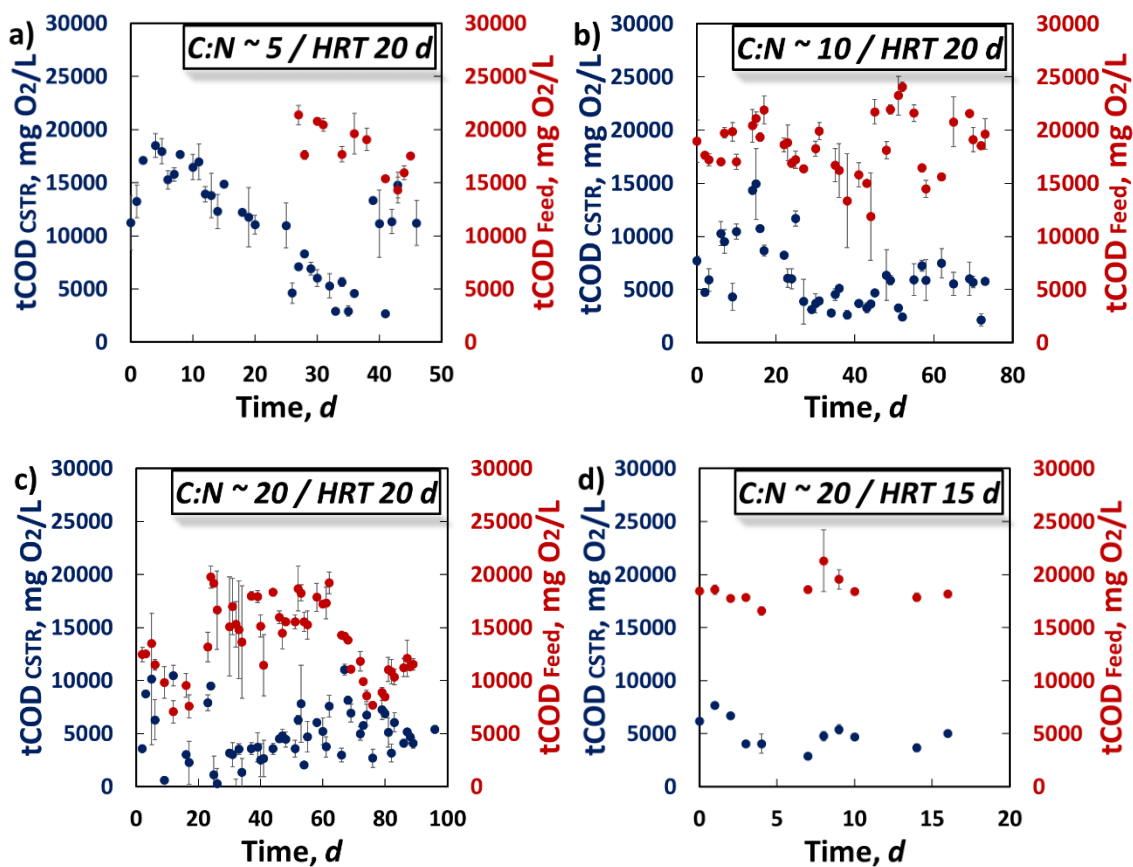 a)
C:N ~ 5 / HRT 20 d
30000
25000
20000
15000
10000
5000
0
tCOD CSTR, mg O2/L
30000
25000
20000
15000
10000
5000
0
tCOD Feed, mg O2/L
0 10 20 30 40 50
Time, d
b)
C:N ~ 10 / HRT 20 d
30000
25000
20000
15000
10000
5000
0
tCOD CSTR, mg O2/L
30000
25000
20000
15000
10000
5000
0
tCOD Feed, mg O2/L
0 20 40 60 80
Time, d
c)
C:N ~ 20 / HRT 20 d
30000
25000
20000
15000
10000
5000
0
tCOD CSTR, mg O2/L
30000
25000
20000
15000
10000
5000
0
tCOD Feed, mg O2/L
0 20 40 60 80 100
Time, d
d)
C:N ~ 20 / HRT 15 d
30000
25000
20000
15000
10000
5000
0
tCOD CSTR, mg O2/L
30000
25000
20000
15000
10000
5000
0
tCOD Feed, mg O2/L
0 5 10 15 20
Time, d